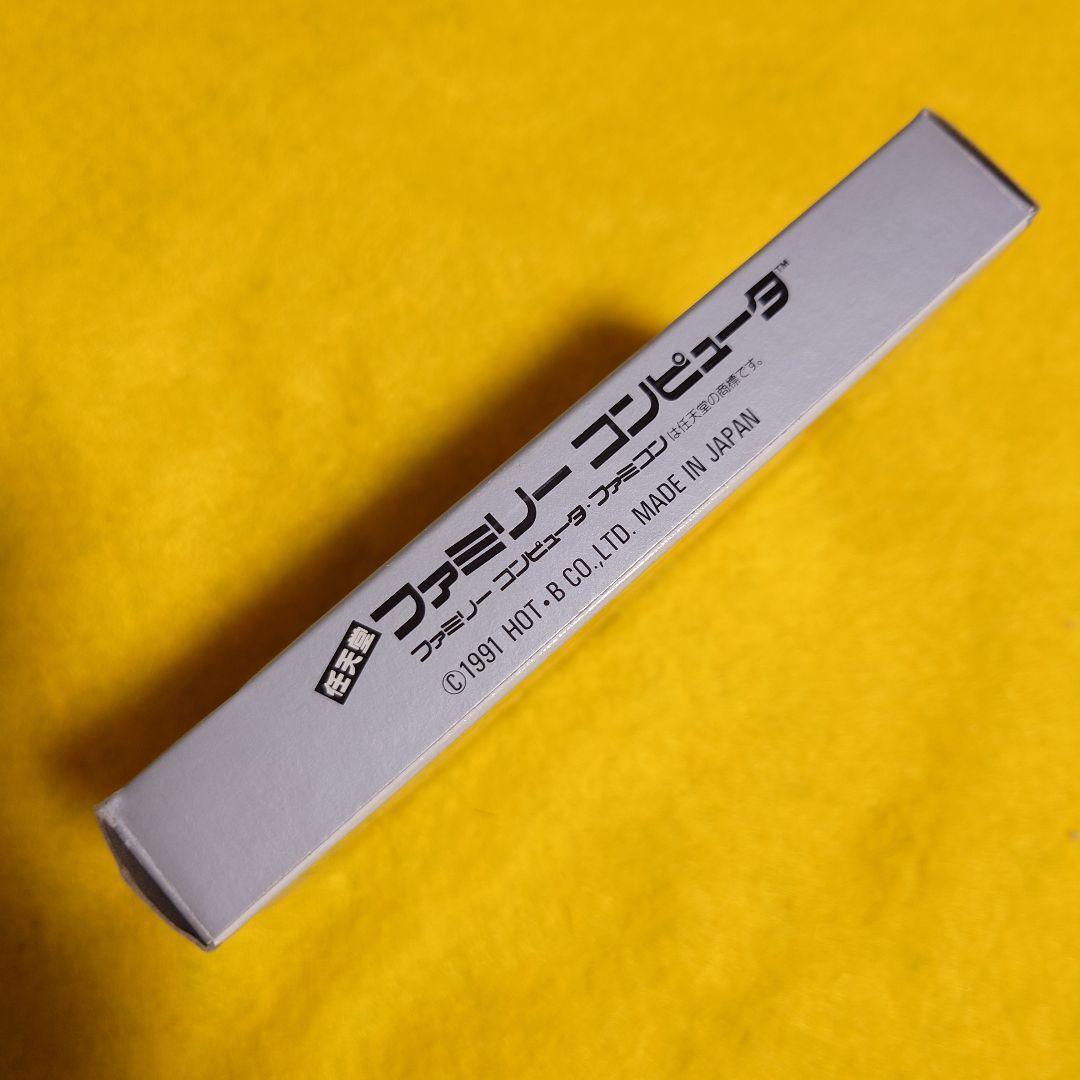 任天堂 ファミリー コンピュータ™
ファミリー コンピュータ・ファミコンは任天堂の商標です。
©1991 HOT・B CO.,LTD. MADE IN JAPAN